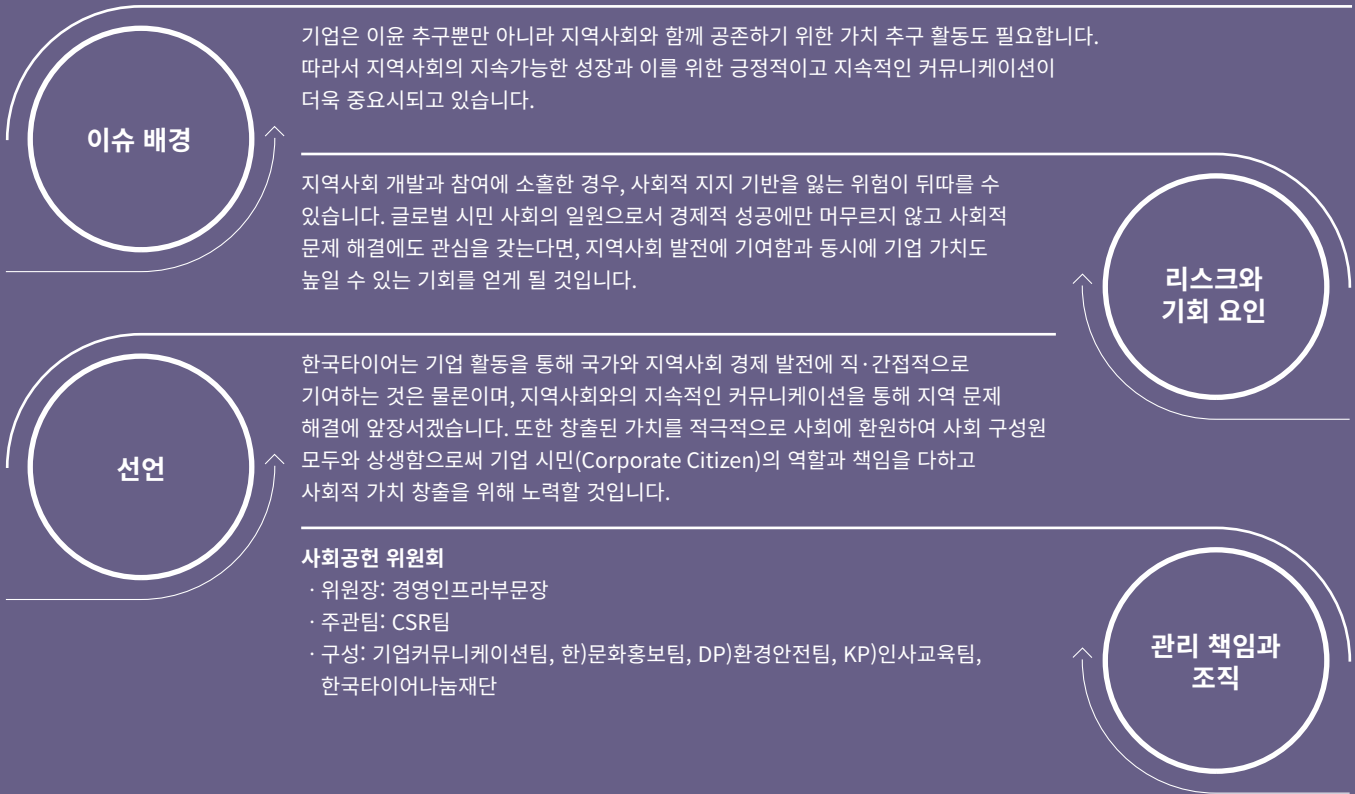 이슈 배경
기업은 이윤 추구뿐만 아니라 지역사회와 함께 공존하기 위한 가치 추구 활동도 필요합니다.
따라서 지역사회의 지속가능한 성장과 이를 위한 긍정적이고 지속적인 커뮤니케이션이
더욱 중요시되고 있습니다.
리스크와
기회 요인
지역사회 개발과 참여에 소홀한 경우, 사회적 지지 기반을 잃는 위험이 뒤따를 수
있습니다. 글로벌 시민 사회의 일원으로서 경제적 성공에만 머무르지 않고 사회적
문제 해결에도 관심을 갖는다면, 지역사회 발전에 기여함과 동시에 기업 가치도
높일 수 있는 기회를 얻게 될 것입니다.
선언
한국타이어는 기업 활동을 통해 국가와 지역사회 경제 발전에 직·간접적으로
기여하는 것은 물론이며, 지역사회와의 지속적인 커뮤니케이션을 통해 지역 문제
해결에 앞장서겠습니다. 또한 창출된 가치를 적극적으로 사회에 환원하여 사회 구성원
모두와 상생함으로써 기업 시민(Corporate Citizen)의 역할과 책임을 다하고
사회적 가치 창출을 위해 노력할 것입니다.
관리 책임과
조직
사회공헌 위원회
· 위원장: 경영인프라부문장
· 주관팀: CSR팀
· 구성: 기업커뮤니케이션팀, 한)문화홍보팀, DP)환경안전팀, KP)인사교육팀,
한국타이어나눔재단